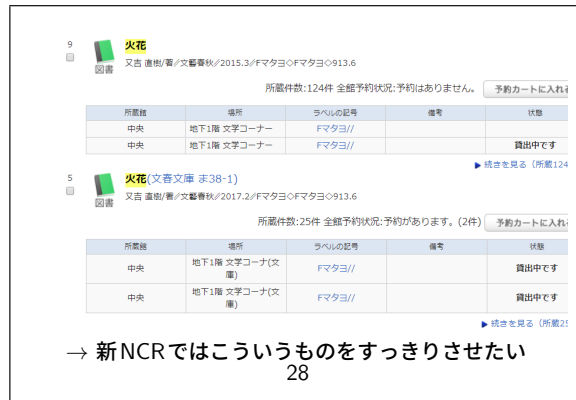 9
火花
又吉 直樹/著∥文藝春秋∥2015.3∥Fマタヨ◇Fマタヨ◇913.6
図書
所蔵件数:124件 全館予約状況:予約はありません。 予約カートに入れ
所蔵館 場所 ラベルの記号 備考 状態
中央 地下1階 文学コーナー Fマタヨ//
中央 地下1階 文学コーナー Fマタヨ// 貸出中です
▶ 続きを見る（所蔵124
5
火花(文春文庫 ま38-1)
又吉 直樹/著∥文藝春秋∥2017.2∥Fマタヨ◇Fマタヨ◇913.6
図書
所蔵件数:25件 全館予約状況:予約があります。(2件) 予約カートに入れ
所蔵館 場所 ラベルの記号 備考 状態
中央 地下1階 文学コーナ(文庫) Fマタヨ// 貸出中です
中央 地下1階 文学コーナ(文庫) Fマタヨ// 貸出中です
▶ 続きを見る（所蔵25
→ 新NCRではこういうものをすっきりさせたい
28